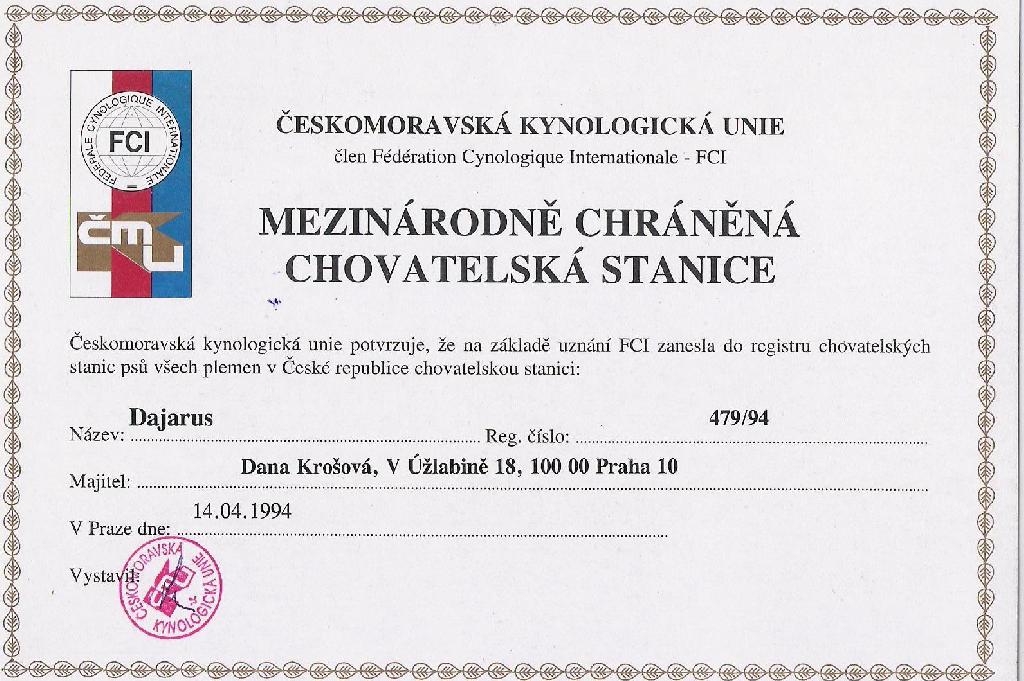 FÉDÉRALE CYNOLOGIQUE INTERNATIONALE
FCI
čmu
ČESKOMORAVSKÁ KYNOLOGICKÁ UNIE
člen Fédération Cynologique Internationale - FCI
MEZINÁRODNĚ CHRÁNĚNÁ
CHOVATELSKÁ STANICE
Českomoravská kynologická unie potvrzuje, že na základě uznání FCI zanesla do registru chovatelských
stanic psů všech plemen v České republice chovatelskou stanici:
Název: Dajarus Reg. číslo: 479/94
Majitel: Dana Krošová, V Úžlabině 18, 100 00 Praha 10
V Praze dne: 14.04.1994
Vystavil:
ČESKOMORAVSKÁ KYNOLOGICKÁ UNIE